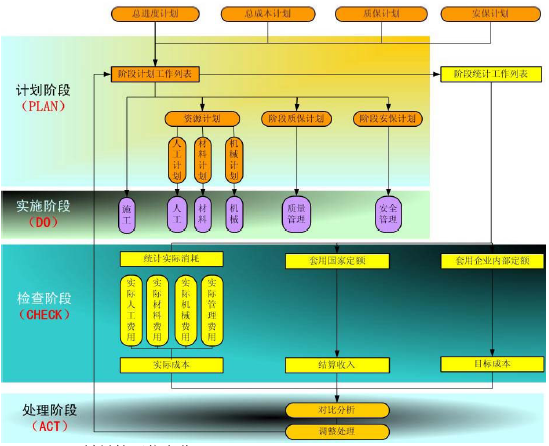 总进度计划
总成本计划
质保计划
安保计划
计划阶段
（PLAN）
阶段计划工作列表
阶段统计工作列表
资源计划
阶段质保计划
阶段安保计划
人工计划
材料计划
机械计划
实施阶段
（DO）
施工
人工
材料
机械
质量
管理
安全
管理
检查阶段
（CHECK）
统计实际消耗
套用国家定额
套用企业内部定额
实际人工费用
实际材料费用
实际机械费用
实际管理费用
实际成本
结算收入
目标成本
处理阶段
（ACT）
对比分析
调整处理